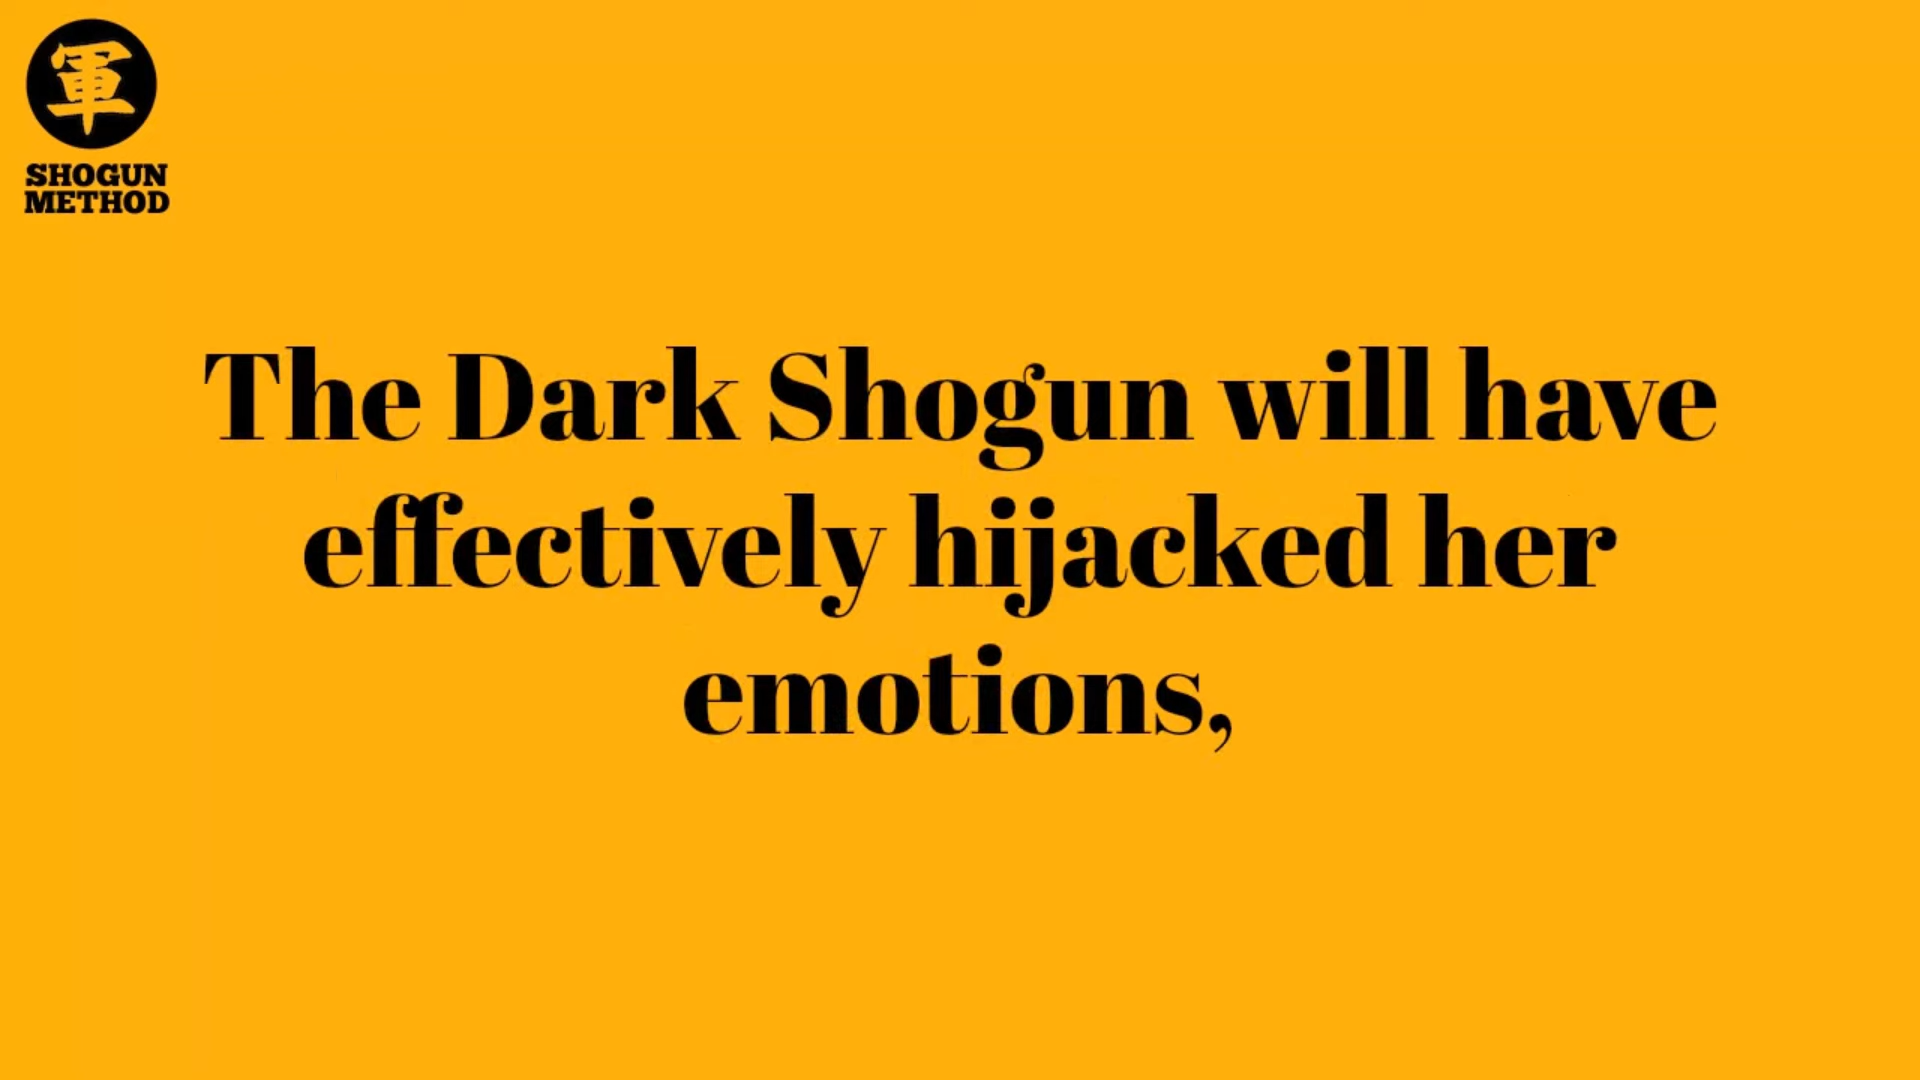 軍
SHOGUN
METHOD
The Dark Shogun will have
effectively hijacked her
emotions,